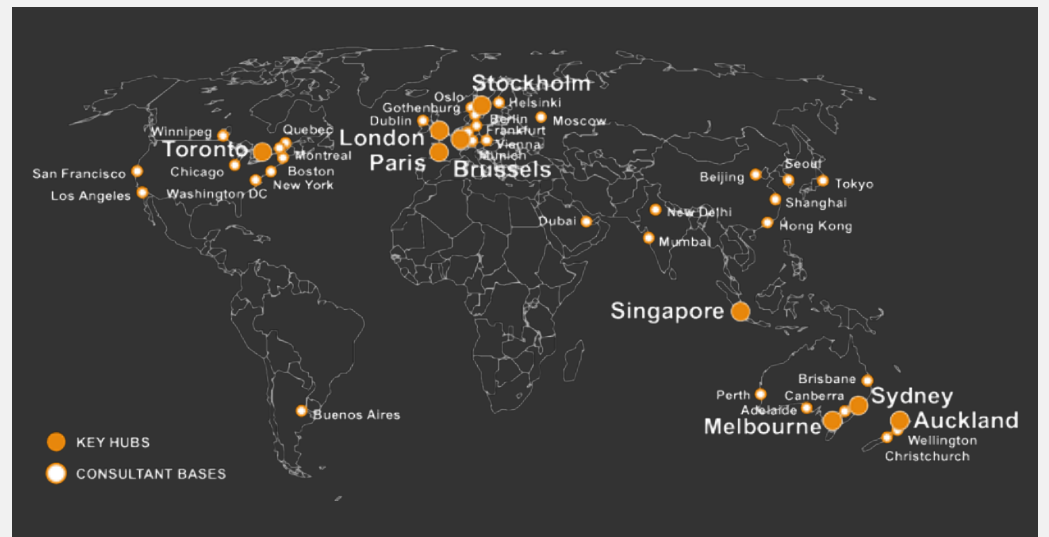 Stockholm
Oslo
Helsinki
Gothenburg
Berlin
Moscow
Dublin
Frankfurt
London
Vienna
Munich
Paris
Brussels
Winnipeg
Quebec
Toronto
Montreal
Chicago
Boston
San Francisco
New York
Los Angeles
Washington DC
Seoul
Beijing
Tokyo
Shanghai
New Delhi
Dubai
Hong Kong
Mumbai
Singapore
Brisbane
Perth
Canberra
Sydney
Adelaide
Melbourne
Auckland
Buenos Aires
Wellington
Christchurch
KEY HUBS
CONSULTANT BASES